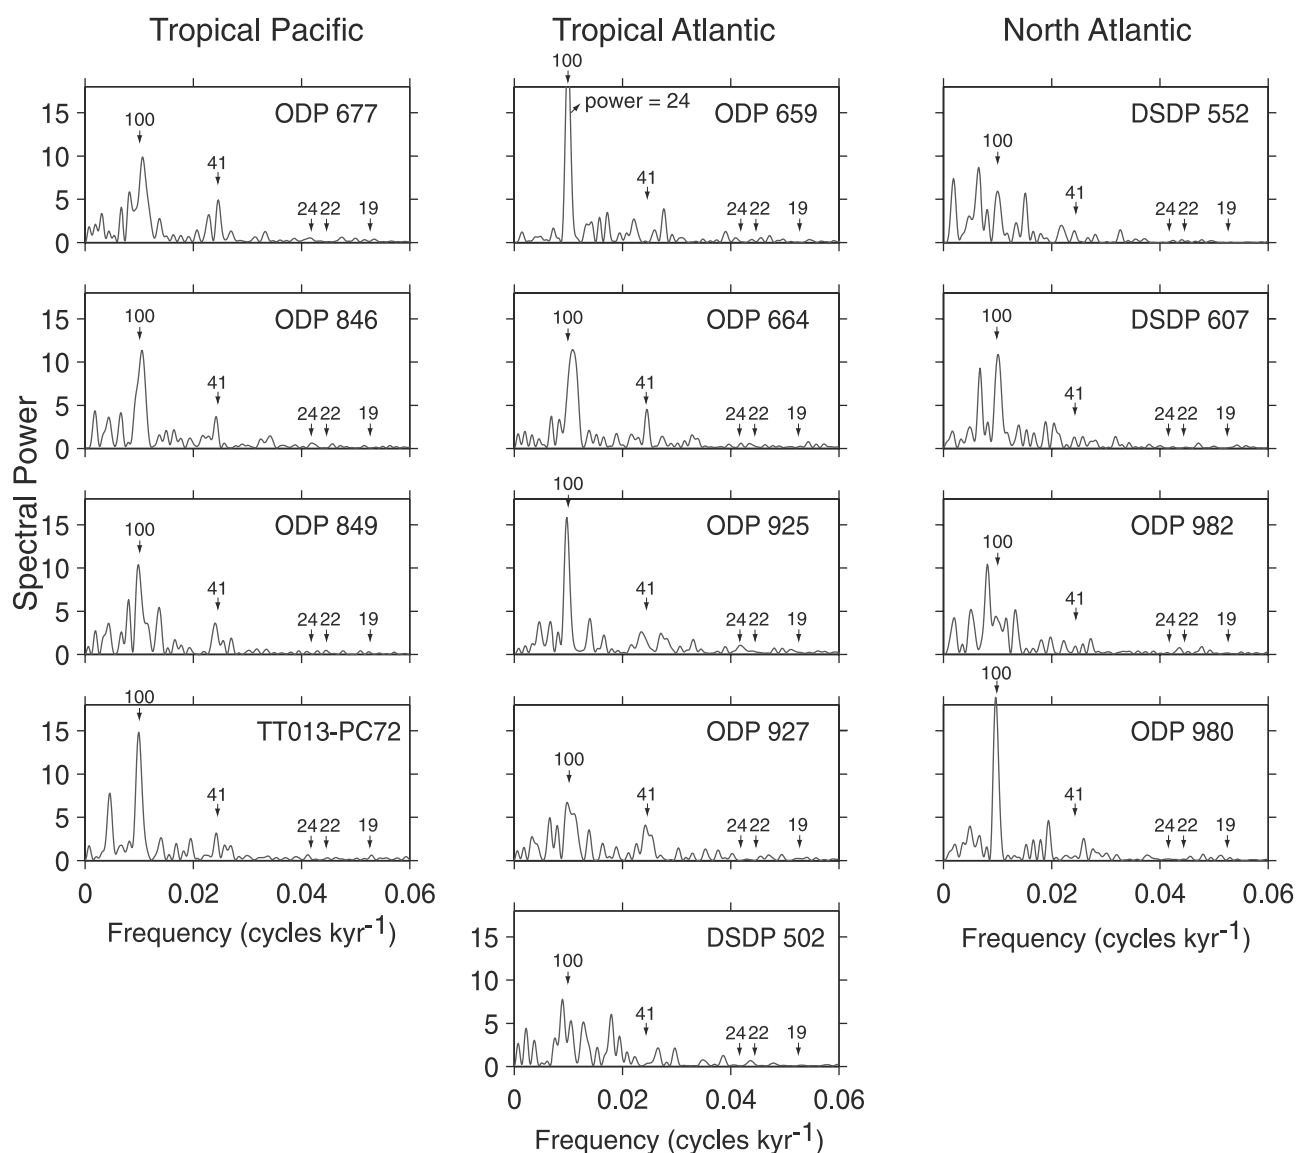 Tropical Pacific
Tropical Atlantic
North Atlantic
Spectral Power
ODP 677
15
10
5
0
100
41
24 22 19
ODP 659
100
power = 24
41
24 22 19
DSDP 552
100
41
24 22 19
ODP 846
15
10
5
0
100
41
24 22 19
ODP 664
100
41
24 22 19
DSDP 607
100
41
24 22 19
ODP 849
15
10
5
0
100
41
24 22 19
ODP 925
100
41
24 22 19
ODP 982
100
41
24 22 19
TT013-PC72
15
10
5
0
100
41
24 22 19
0 0.02 0.04 0.06
Frequency (cycles kyr⁻¹)
ODP 927
100
41
24 22 19
ODP 980
100
41
24 22 19
0 0.02 0.04 0.06
Frequency (cycles kyr⁻¹)
DSDP 502
15
10
5
0
100
41
24 22 19
0 0.02 0.04 0.06
Frequency (cycles kyr⁻¹)